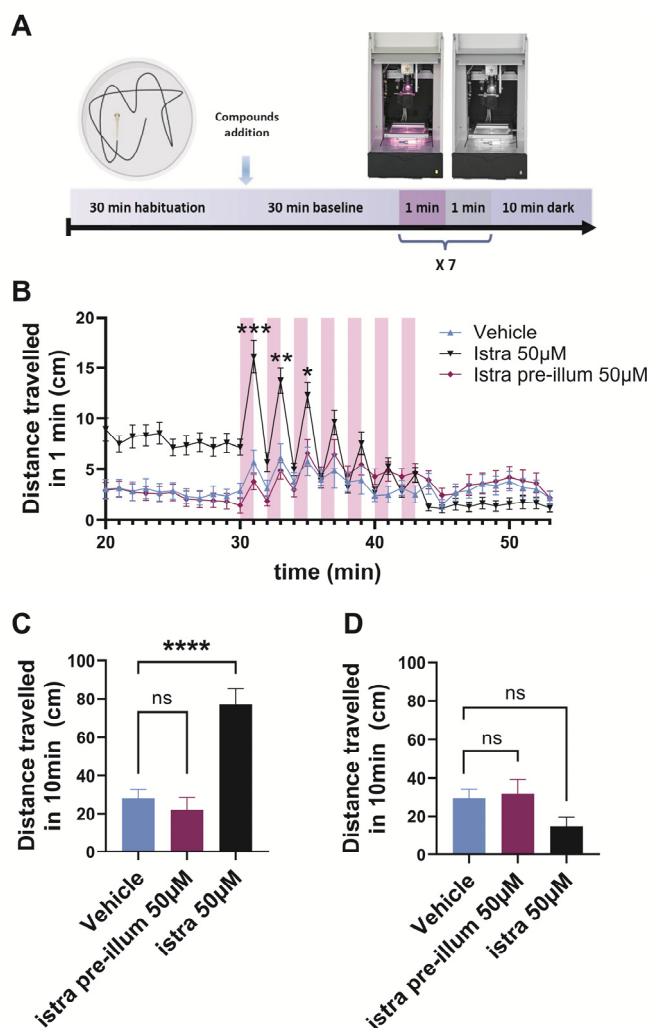 A
Compounds
addition
30 min habituation
30 min baseline
1 min
1 min
10 min dark
X 7
B
Distance travelled
in 1 min (cm)
20
15
10
5
0
***
**
*
Vehicle
Istra 50µM
Istra pre-illum 50µM
20
30
40
50
time (min)
C
Distance travelled
in 10min (cm)
100
80
60
40
20
0
****
ns
Vehicle
istra pre-illum 50µM
istra 50µM
D
Distance travelled
in 10min (cm)
100
80
60
40
20
0
ns
ns
Vehicle
istra pre-illum 50µM
istra 50µM